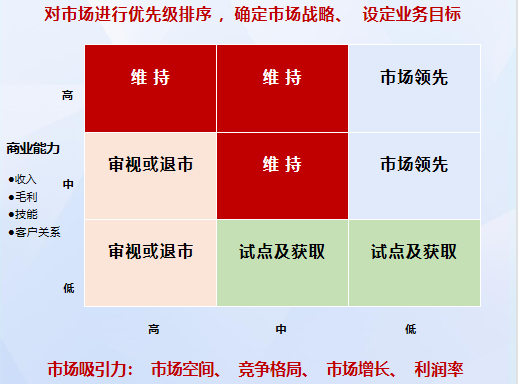 对市场进行优先级排序，确定市场战略、 设定业务目标
高
维 持
维 持
市场领先
商业能力
●收入
●毛利
●技能
●客户关系
中
审视或退市
维 持
市场领先
低
审视或退市
试点及获取
试点及获取
高
中
低
市场吸引力： 市场空间、 竞争格局、 市场增长、 利润率